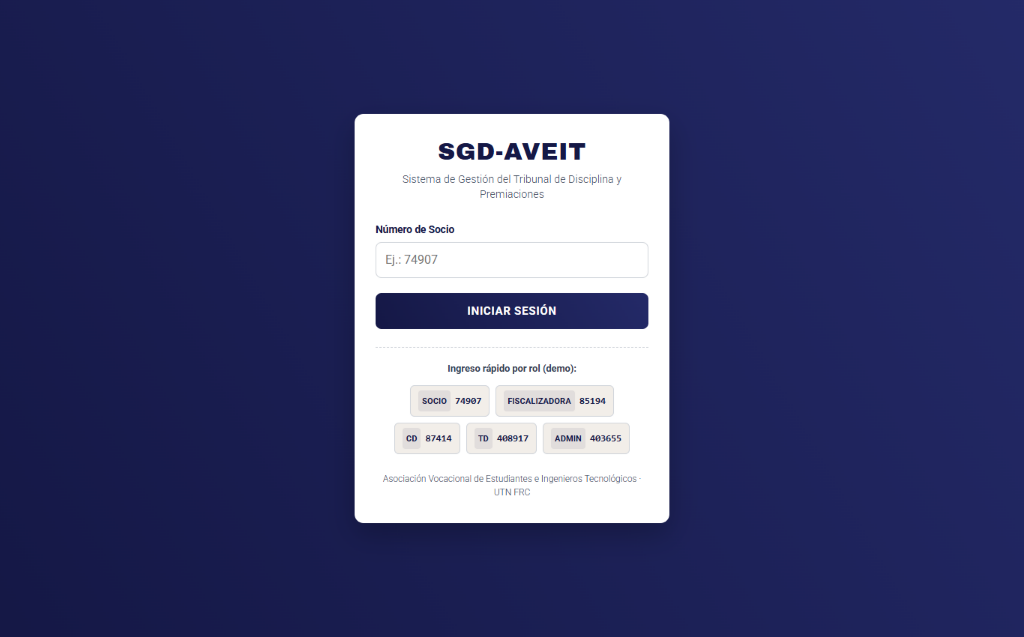 SGD-AVEIT
Sistema de Gestión del Tribunal de Disciplina y
Premiaciones
Número de Socio
Ej.: 74907
INICIAR SESIÓN
Ingreso rápido por rol (demo):
SOCIO 74907 FISCALIZADORA 85194
CD 87414 TD 408917 ADMIN 403655
Asociación Vocacional de Estudiantes e Ingenieros Tecnológicos -
UTN FRC